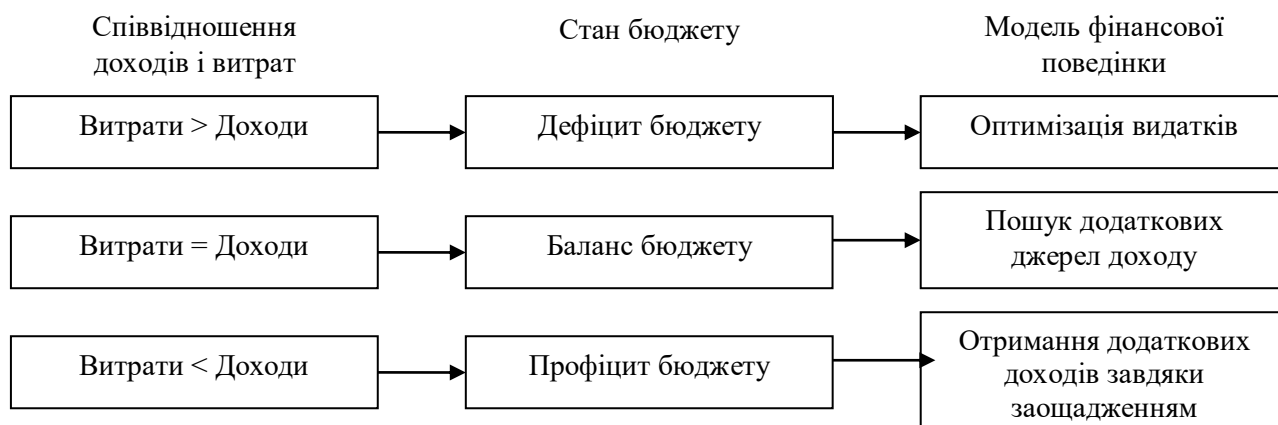 Співвідношення
доходів і витрат
Стан бюджету
Модель фінансової
поведінки
Витрати > Доходи
Дефіцит бюджету
Оптимізація видатків
Витрати = Доходи
Баланс бюджету
Пошук додаткових
джерел доходу
Витрати < Доходи
Профіцит бюджету
Отримання додаткових
доходів завдяки
заощадженням